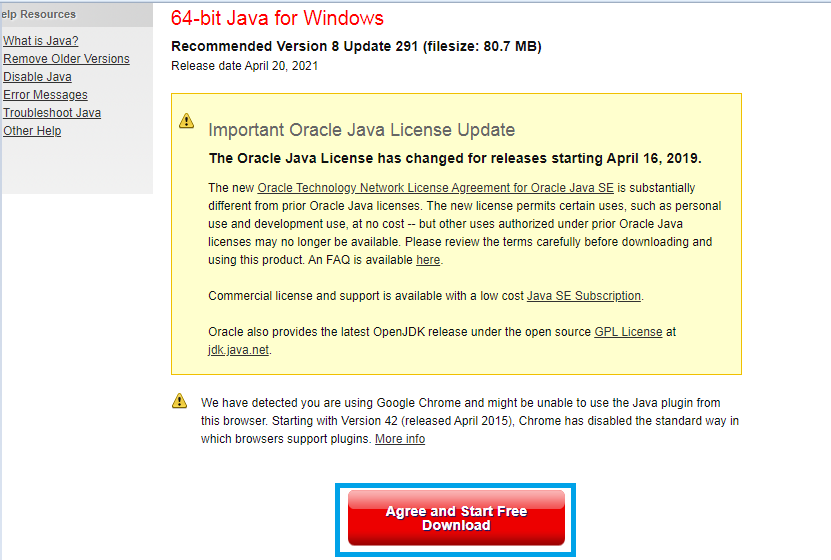 elp Resources
What is Java?
Remove Older Versions
Disable Java
Error Messages
Troubleshoot Java
Other Help
64-bit Java for Windows
Recommended Version 8 Update 291 (filesize: 80.7 MB)
Release date April 20, 2021
Important Oracle Java License Update
The Oracle Java License has changed for releases starting April 16, 2019.
The new Oracle Technology Network License Agreement for Oracle Java SE is substantially
different from prior Oracle Java licenses. The new license permits certain uses, such as personal
use and development use, at no cost -- but other uses authorized under prior Oracle Java
licenses may no longer be available. Please review the terms carefully before downloading and
using this product. An FAQ is available here.
Commercial license and support is available with a low cost Java SE Subscription.
Oracle also provides the latest OpenJDK release under the open source GPL License at
jdk.java.net.
We have detected you are using Google Chrome and might be unable to use the Java plugin from
this browser. Starting with Version 42 (released April 2015), Chrome has disabled the standard way in
which browsers support plugins. More info
Agree and Start Free
Download